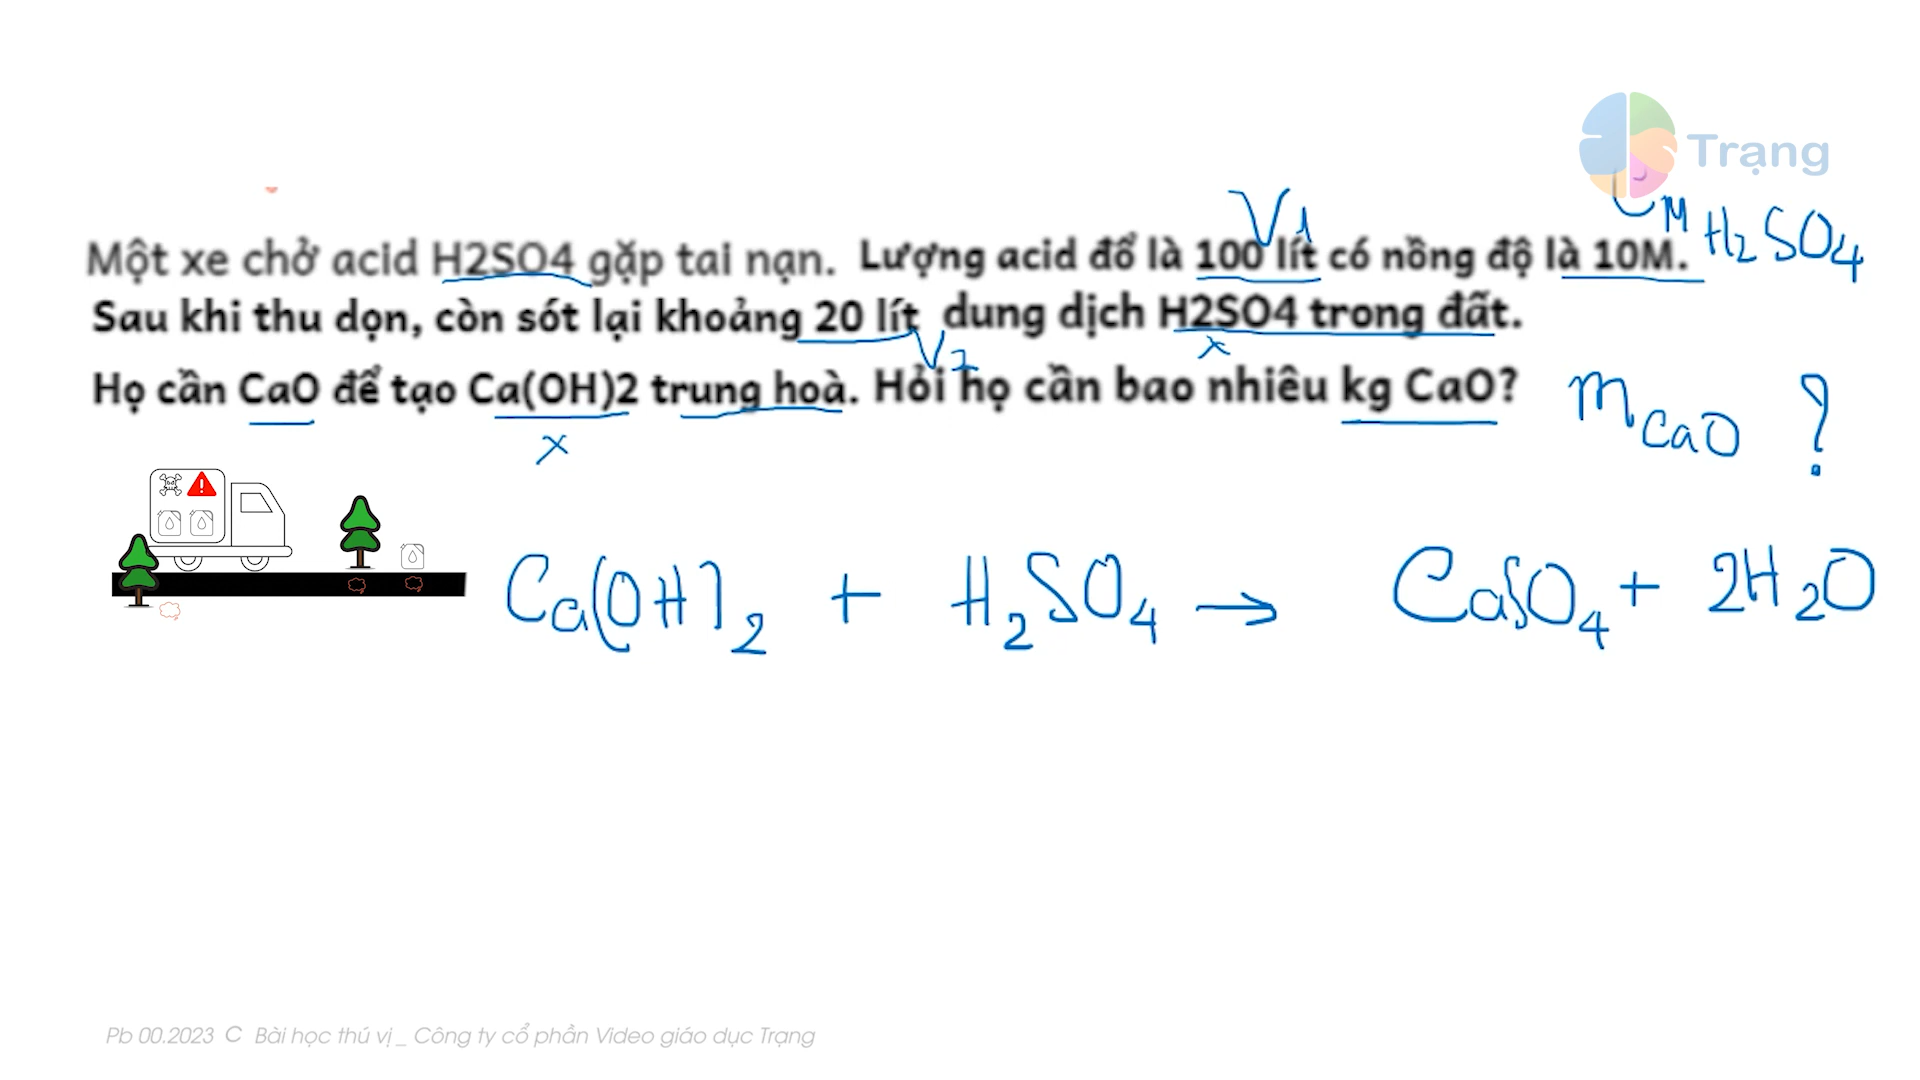 Trạng
V1
CM H2SO4
Một xe chở acid H2SO4 gặp tai nạn. Lượng acid đổ là 100 lít có nồng độ là 10M.
Sau khi thu dọn, còn sót lại khoảng 20 lít dung dịch H2SO4 trong đất.
V2 x
Họ cần CaO để tạo Ca(OH)2 trung hoà. Hỏi họ cần bao nhiêu kg CaO? mCaO ?
x
Ca(OH)2 + H2SO4 → CaSO4 + 2H2O
Pb 00.2023 C Bài học thú vị _ Công ty cổ phần Video giáo dục Trạng